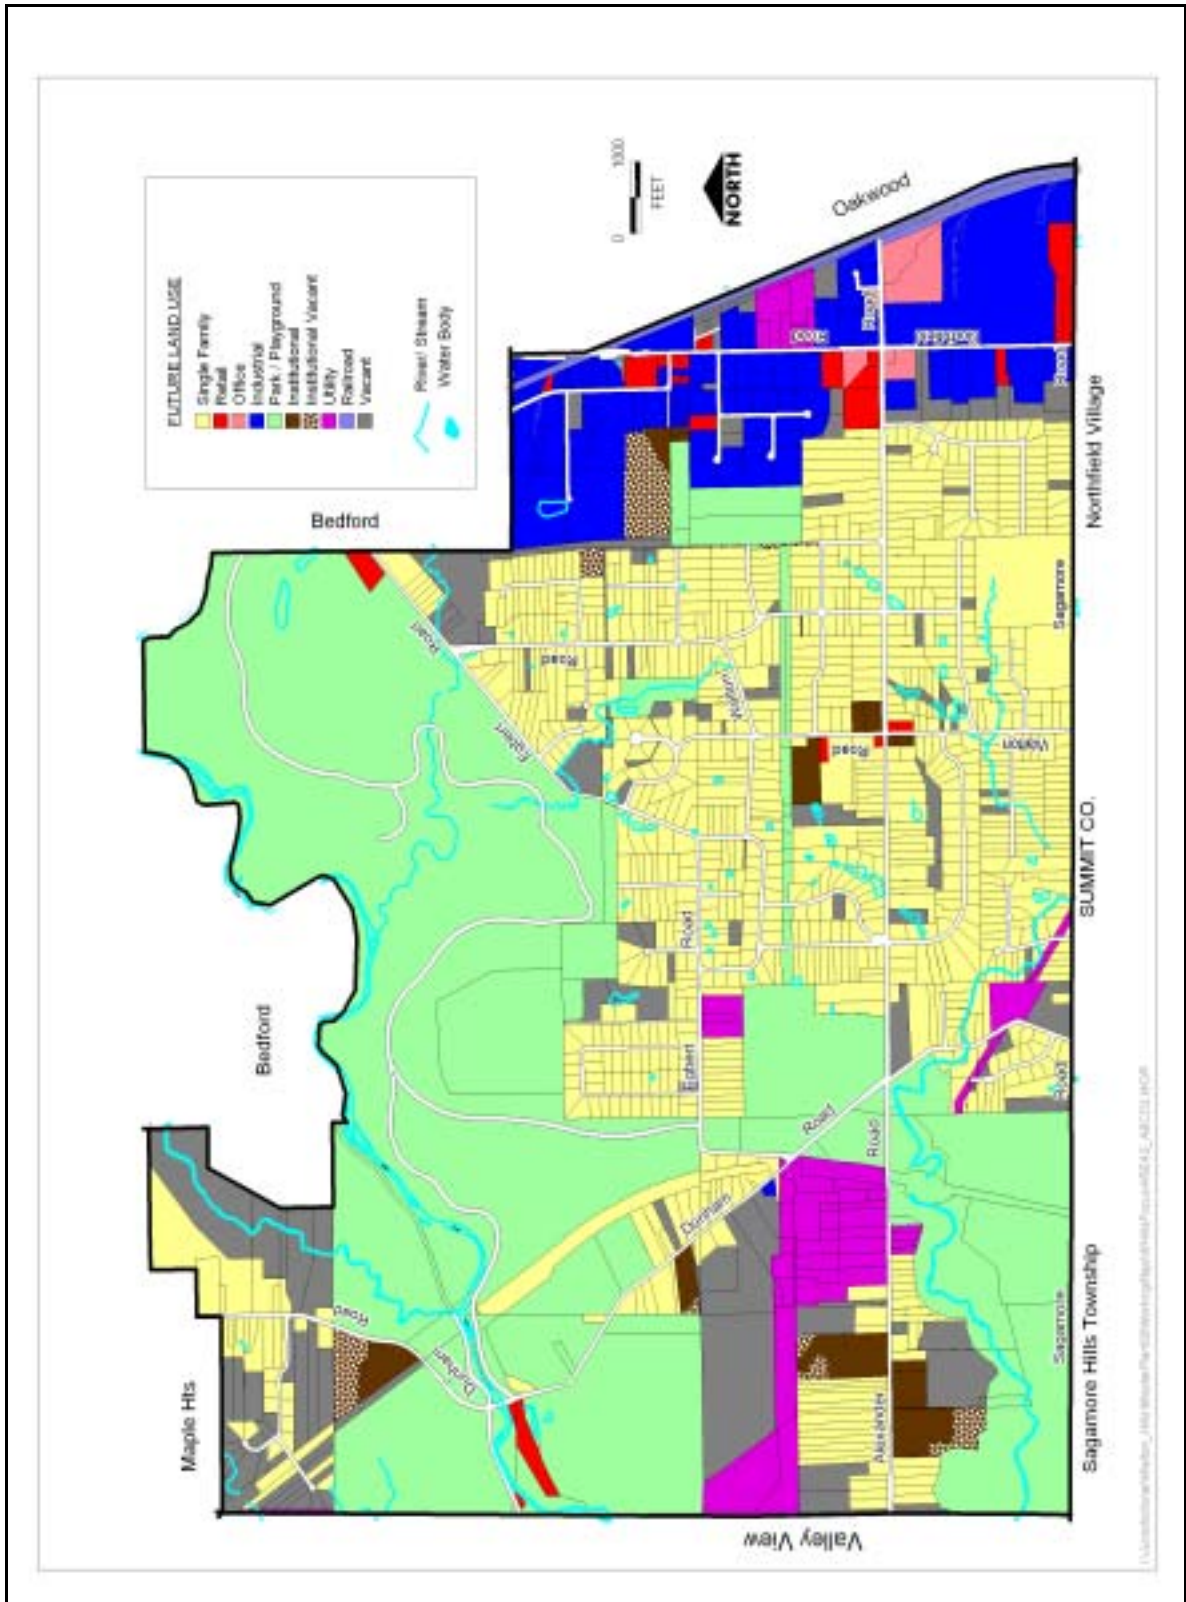 FUTURE LAND USE
Single Family
Retail
Office
Industrial
Park / Playground
Institutional
Institutional Vacant
Utility
Railroad
Vacant
River/ Stream
Water Body
0
1000
FEET
NORTH
Maple Hts
Bedford
Bedford
Oakwood
Valley View
Sagamore Hills Township
SUMMIT CO.
Northfield Village
Dunham
Road
Dunham
Road
Egbert
Road
Egbert
Road
Alexander
Road
Road
Walton
Road
Road
Walton
Northfield
Road
Sagamore
Road
Sagamore
Road